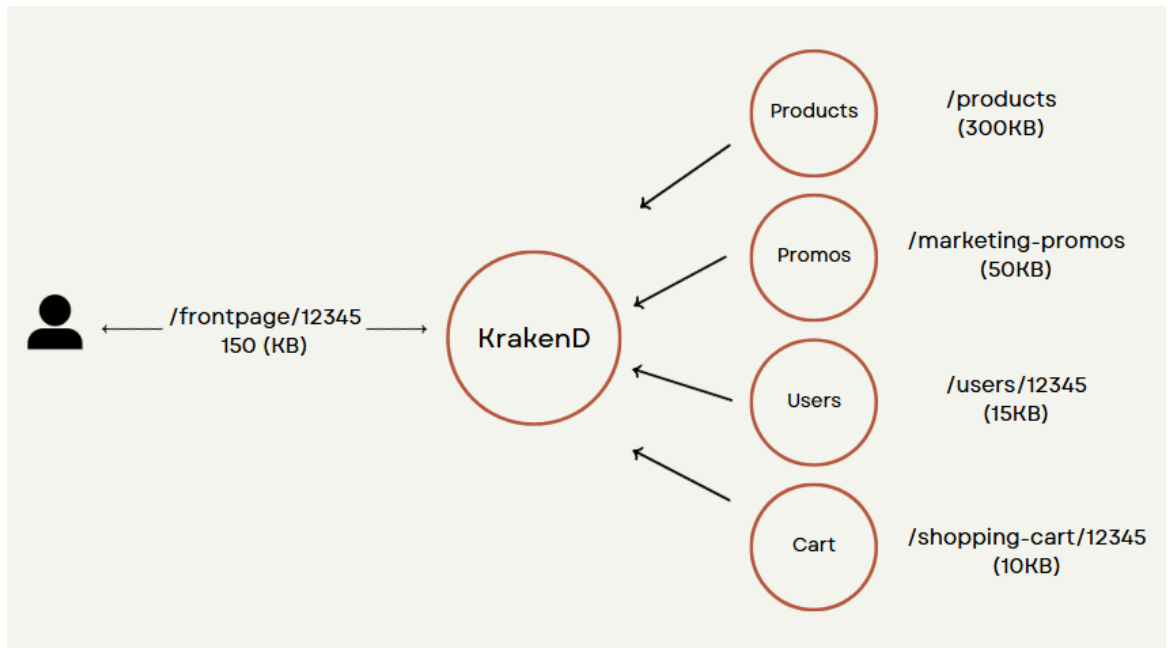 /frontpage/12345
150 (KB)
KrakenD
Products
/products
(300KB)
Promos
/marketing-promos
(50KB)
Users
/users/12345
(15KB)
Cart
/shopping-cart/12345
(10KB)